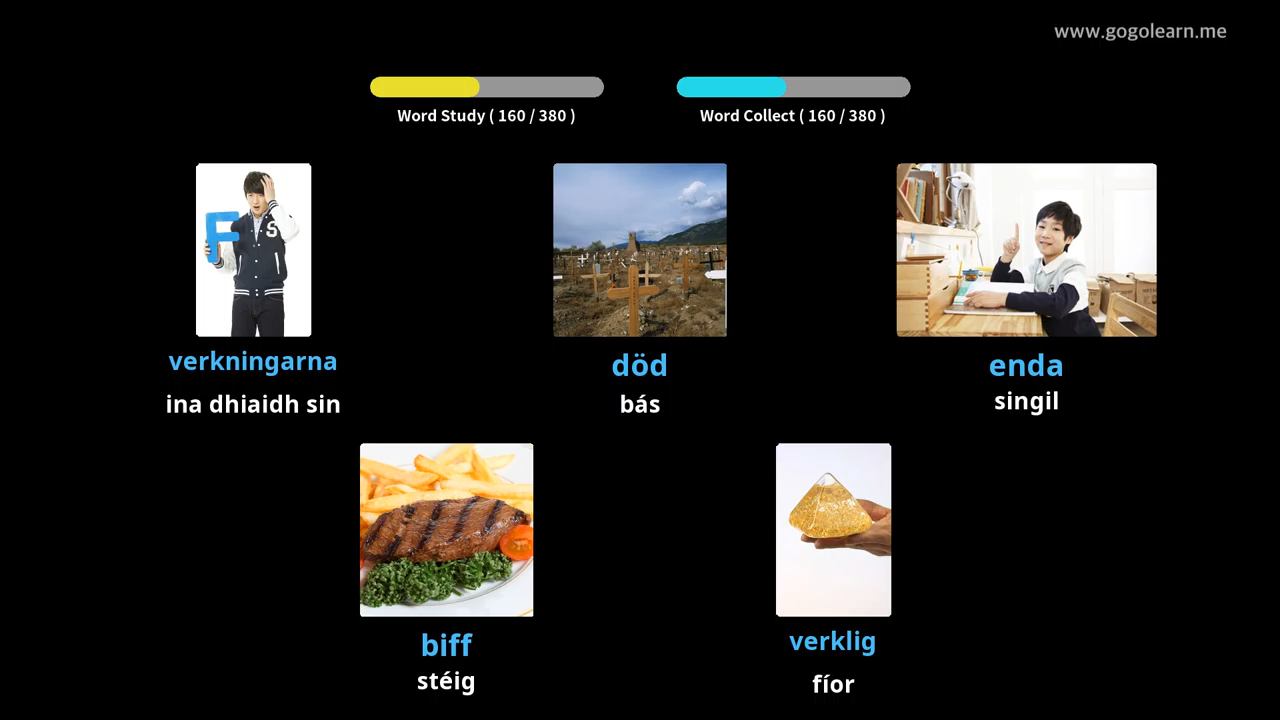 www.gogolearn.me
Word Study ( 160 / 380 )
Word Collect ( 160 / 380 )
F
S
verkningarna
ina dhiaidh sin
död
bás
enda
singil
biff
stéig
verklig
fíor